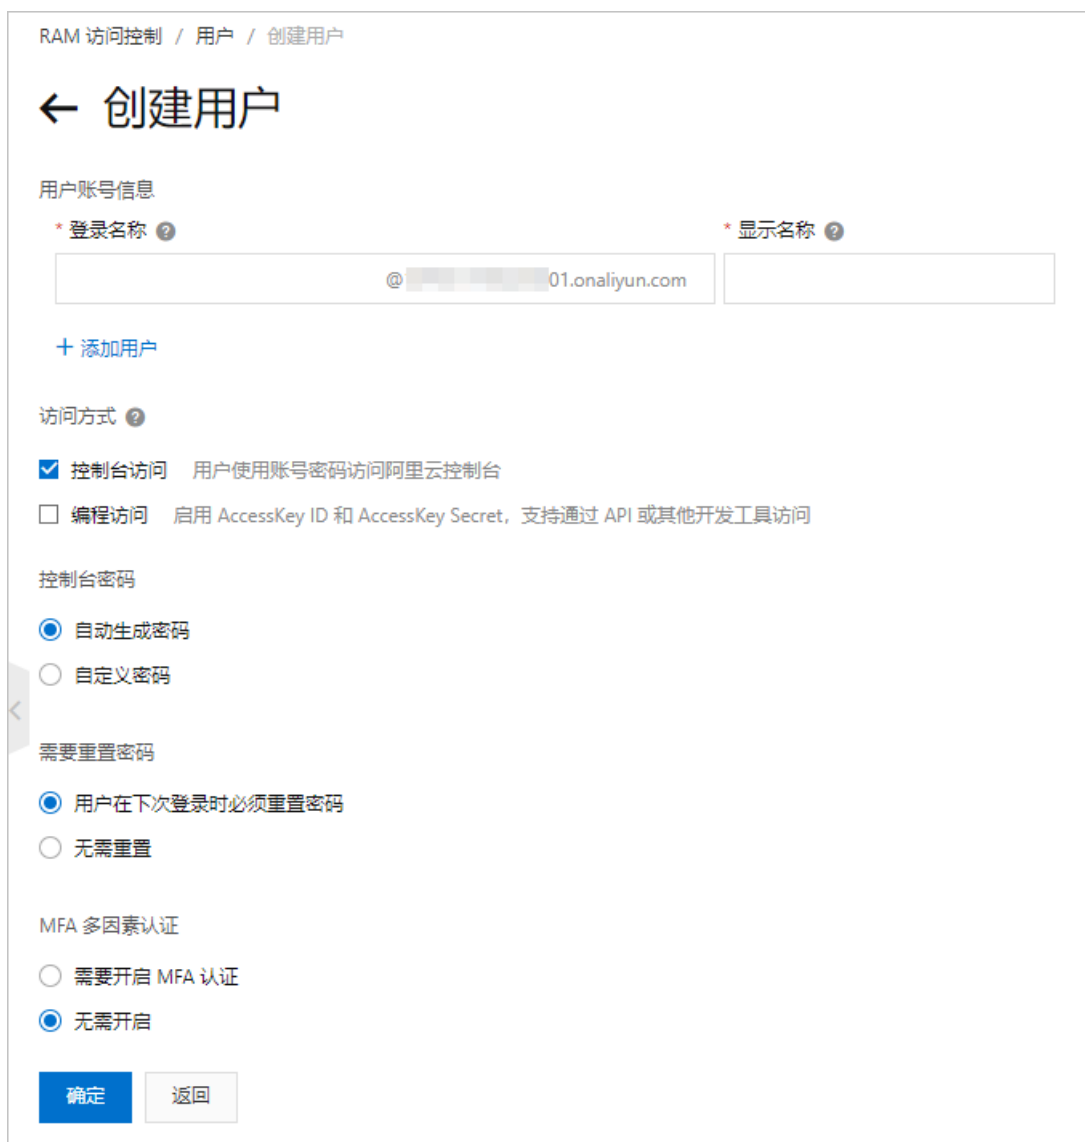 RAM 访问控制 / 用户 / 创建用户
← 创建用户
用户账号信息
* 登录名称 ?
* 显示名称 ?
@ 01.onaliyun.com
+ 添加用户
访问方式 ?
控制台访问 用户使用账号密码访问阿里云控制台
编程访问 启用 AccessKey ID 和 AccessKey Secret，支持通过 API 或其他开发工具访问
控制台密码
自动生成密码
自定义密码
需要重置密码
用户在下次登录时必须重置密码
无需重置
MFA 多因素认证
需要开启 MFA 认证
无需开启
确定 返回